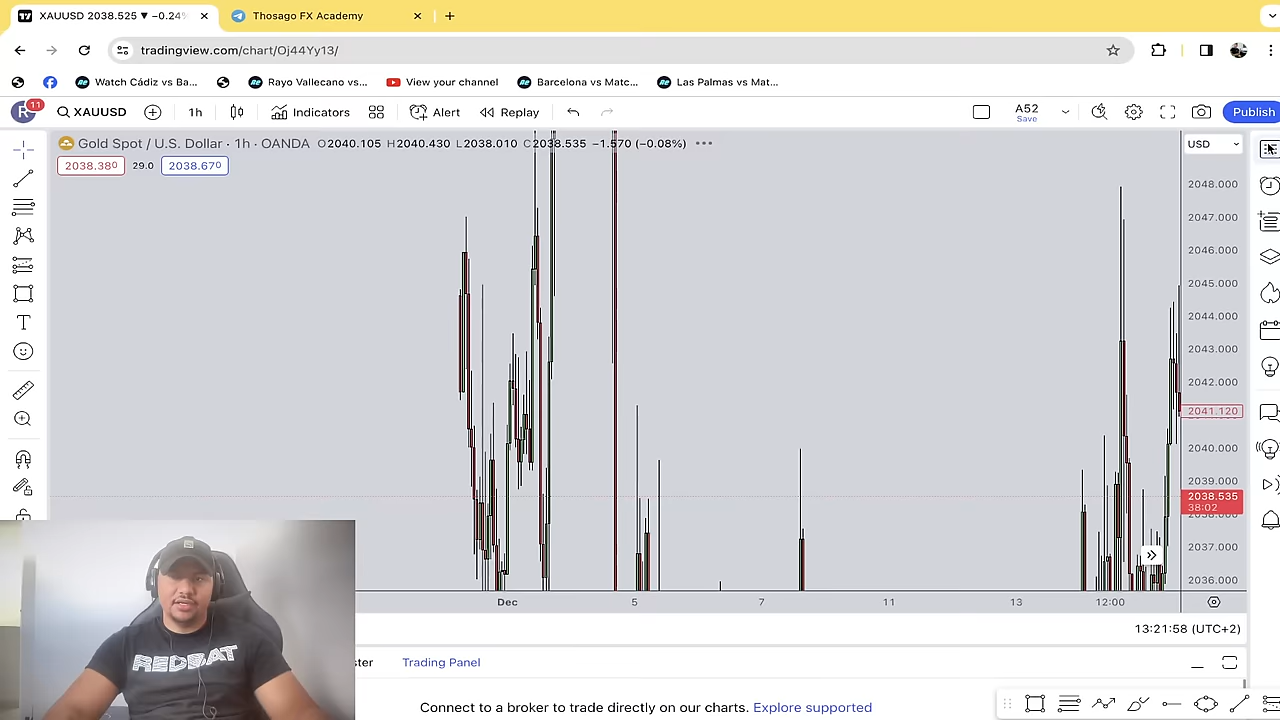 XAUUSD 2038.525 ▼ −0.24%
Thosago FX Academy
tradingview.com/chart/Oj44Yy13/
Watch Cádiz vs Ba...
Rayo Vallecano vs...
View your channel
Barcelona vs Matc...
Las Palmas vs Mat...
R 11
XAUUSD
1h
Indicators
Alert
Replay
A52
Save
Publish
Gold Spot / U.S. Dollar · 1h · OANDA O2040.105 H2040.430 L2038.010 C2038.535 −1.570 (−0.08%)
USD
2038.380 29.0 2038.670
2048.000
2047.000
2046.000
2045.000
2044.000
2043.000
2042.000
2041.120
2040.000
2039.000
2038.535
38:02
2038.000
2037.000
2036.000
Dec 5 7 11 13 12:00
13:21:58 (UTC+2)
Trading Panel
Connect to a broker to trade directly on our charts. Explore supported
REDBAT